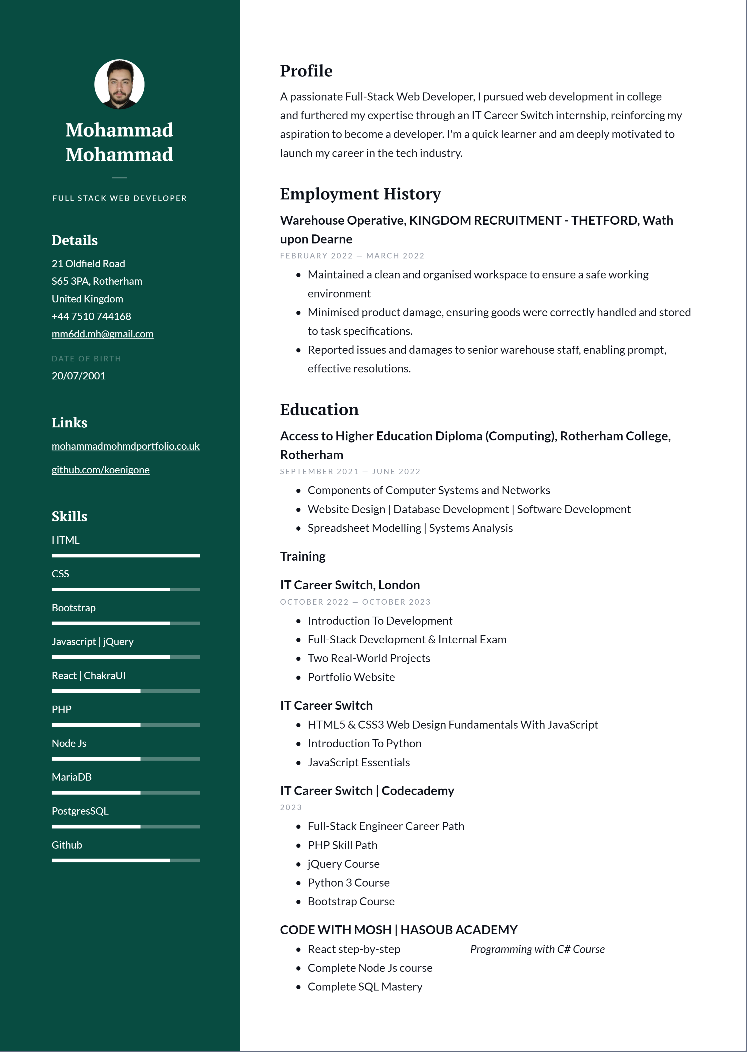 Mohammad
Mohammad
FULL STACK WEB DEVELOPER
Details
21 Oldfield Road
S65 3PA, Rotherham
United Kingdom
+44 7510 744168
mm6dd.mh@gmail.com
DATE OF BIRTH
20/07/2001
Links
mohammadmohmdportfolio.co.uk
github.com/koenigone
Skills
HTML
CSS
Bootstrap
Javascript | jQuery
React | ChakraUI
PHP
Node Js
MariaDB
PostgresSQL
Github
Profile
A passionate Full-Stack Web Developer, I pursued web development in college
and furthered my expertise through an IT Career Switch internship, reinforcing my
aspiration to become a developer. I'm a quick learner and am deeply motivated to
launch my career in the tech industry.
Employment History
Warehouse Operative, KINGDOM RECRUITMENT - THETFORD, Wath
upon Dearne
FEBRUARY 2022 — MARCH 2022
• Maintained a clean and organised workspace to ensure a safe working
environment
• Minimised product damage, ensuring goods were correctly handled and stored
to task specifications.
• Reported issues and damages to senior warehouse staff, enabling prompt,
effective resolutions.
Education
Access to Higher Education Diploma (Computing), Rotherham College,
Rotherham
SEPTEMBER 2021 — JUNE 2022
• Components of Computer Systems and Networks
• Website Design | Database Development | Software Development
• Spreadsheet Modelling | Systems Analysis
Training
IT Career Switch, London
OCTOBER 2022 — OCTOBER 2023
• Introduction To Development
• Full-Stack Development & Internal Exam
• Two Real-World Projects
• Portfolio Website
IT Career Switch
• HTML5 & CSS3 Web Design Fundamentals With JavaScript
• Introduction To Python
• JavaScript Essentials
IT Career Switch | Codecademy
2023
• Full-Stack Engineer Career Path
• PHP Skill Path
• jQuery Course
• Python 3 Course
• Bootstrap Course
CODE WITH MOSH | HASOUB ACADEMY
• React step-by-step Programming with C# Course
• Complete Node Js course
• Complete SQL Mastery